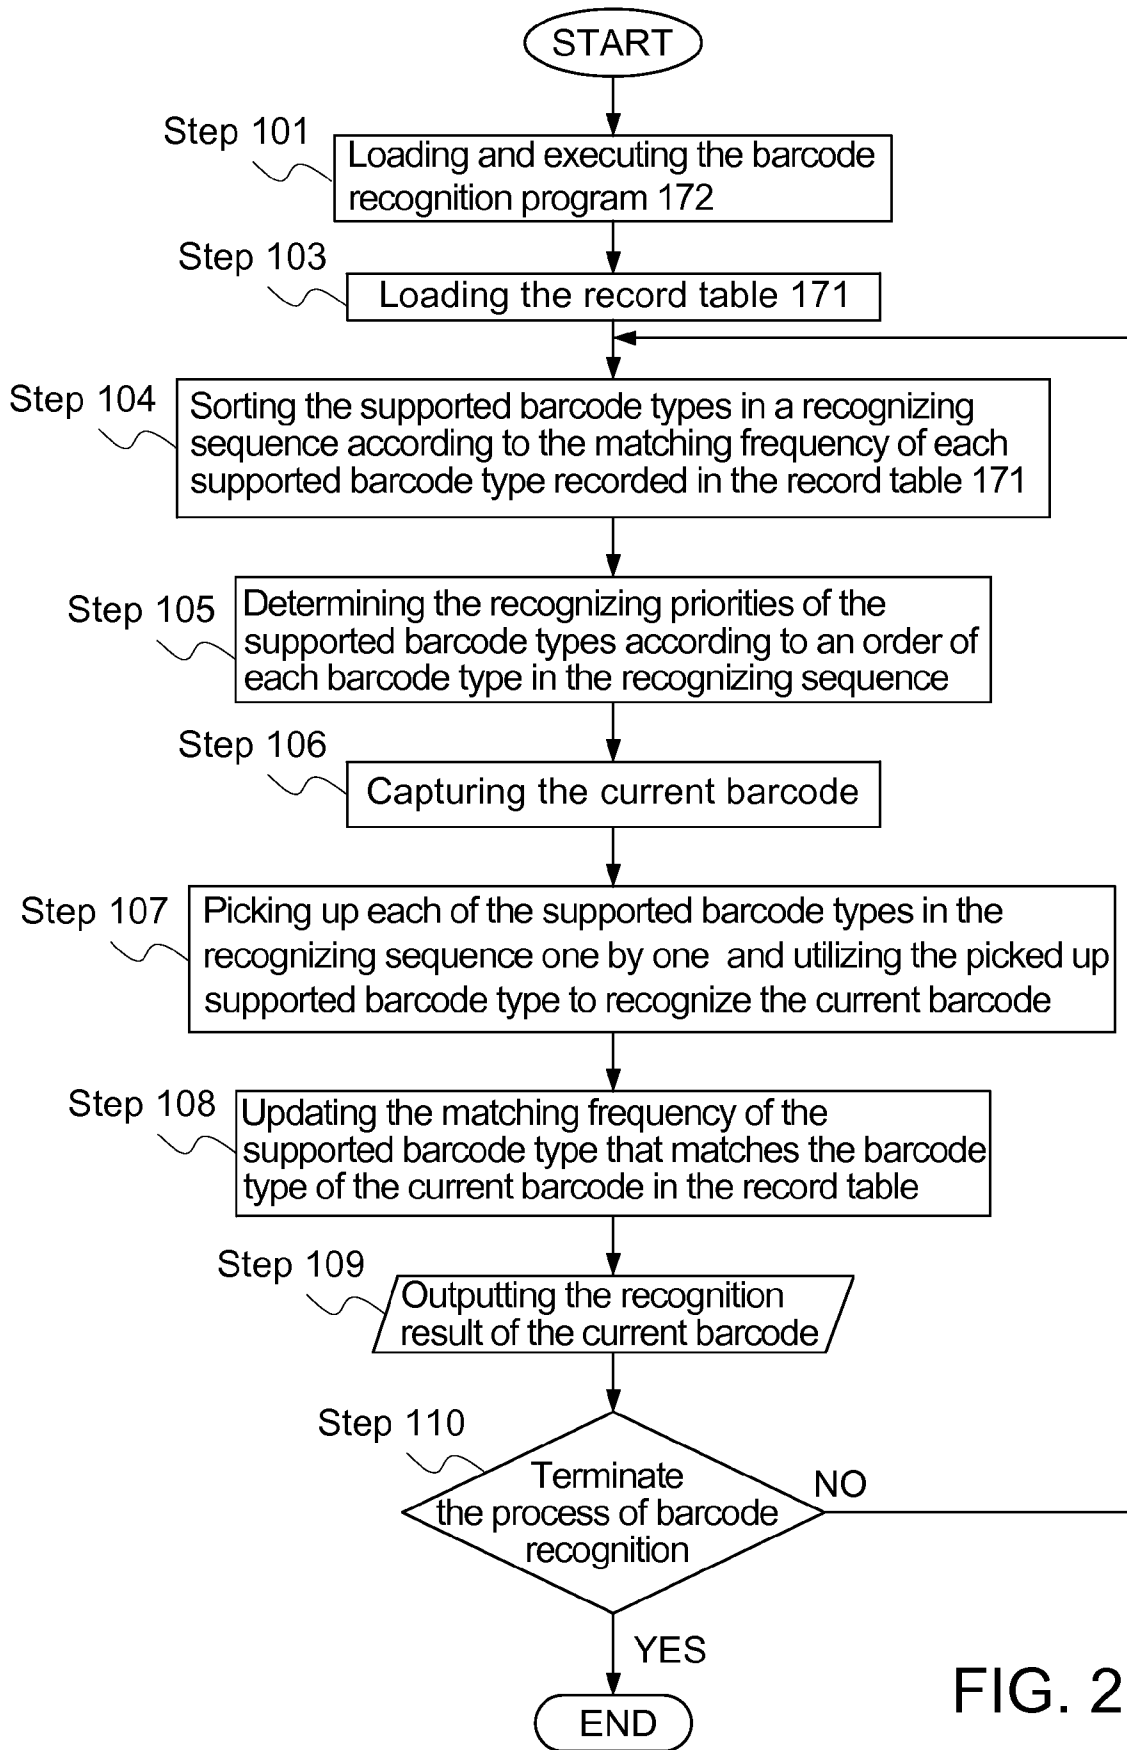 START
Step 101
Loading and executing the barcode
recognition program 172
Step 103
Loading the record table 171
Step 104
Sorting the supported barcode types in a recognizing
sequence according to the matching frequency of each
supported barcode type recorded in the record table 171
Step 105
Determining the recognizing priorities of the
supported barcode types according to an order of
each barcode type in the recognizing sequence
Step 106
Capturing the current barcode
Step 107
Picking up each of the supported barcode types in the
recognizing sequence one by one and utilizing the picked up
supported barcode type to recognize the current barcode
Step 108
Updating the matching frequency of the
supported barcode type that matches the barcode
type of the current barcode in the record table
Step 109
Outputting the recognition
result of the current barcode
Step 110
Terminate
the process of barcode
recognition
NO
YES
END
FIG. 2